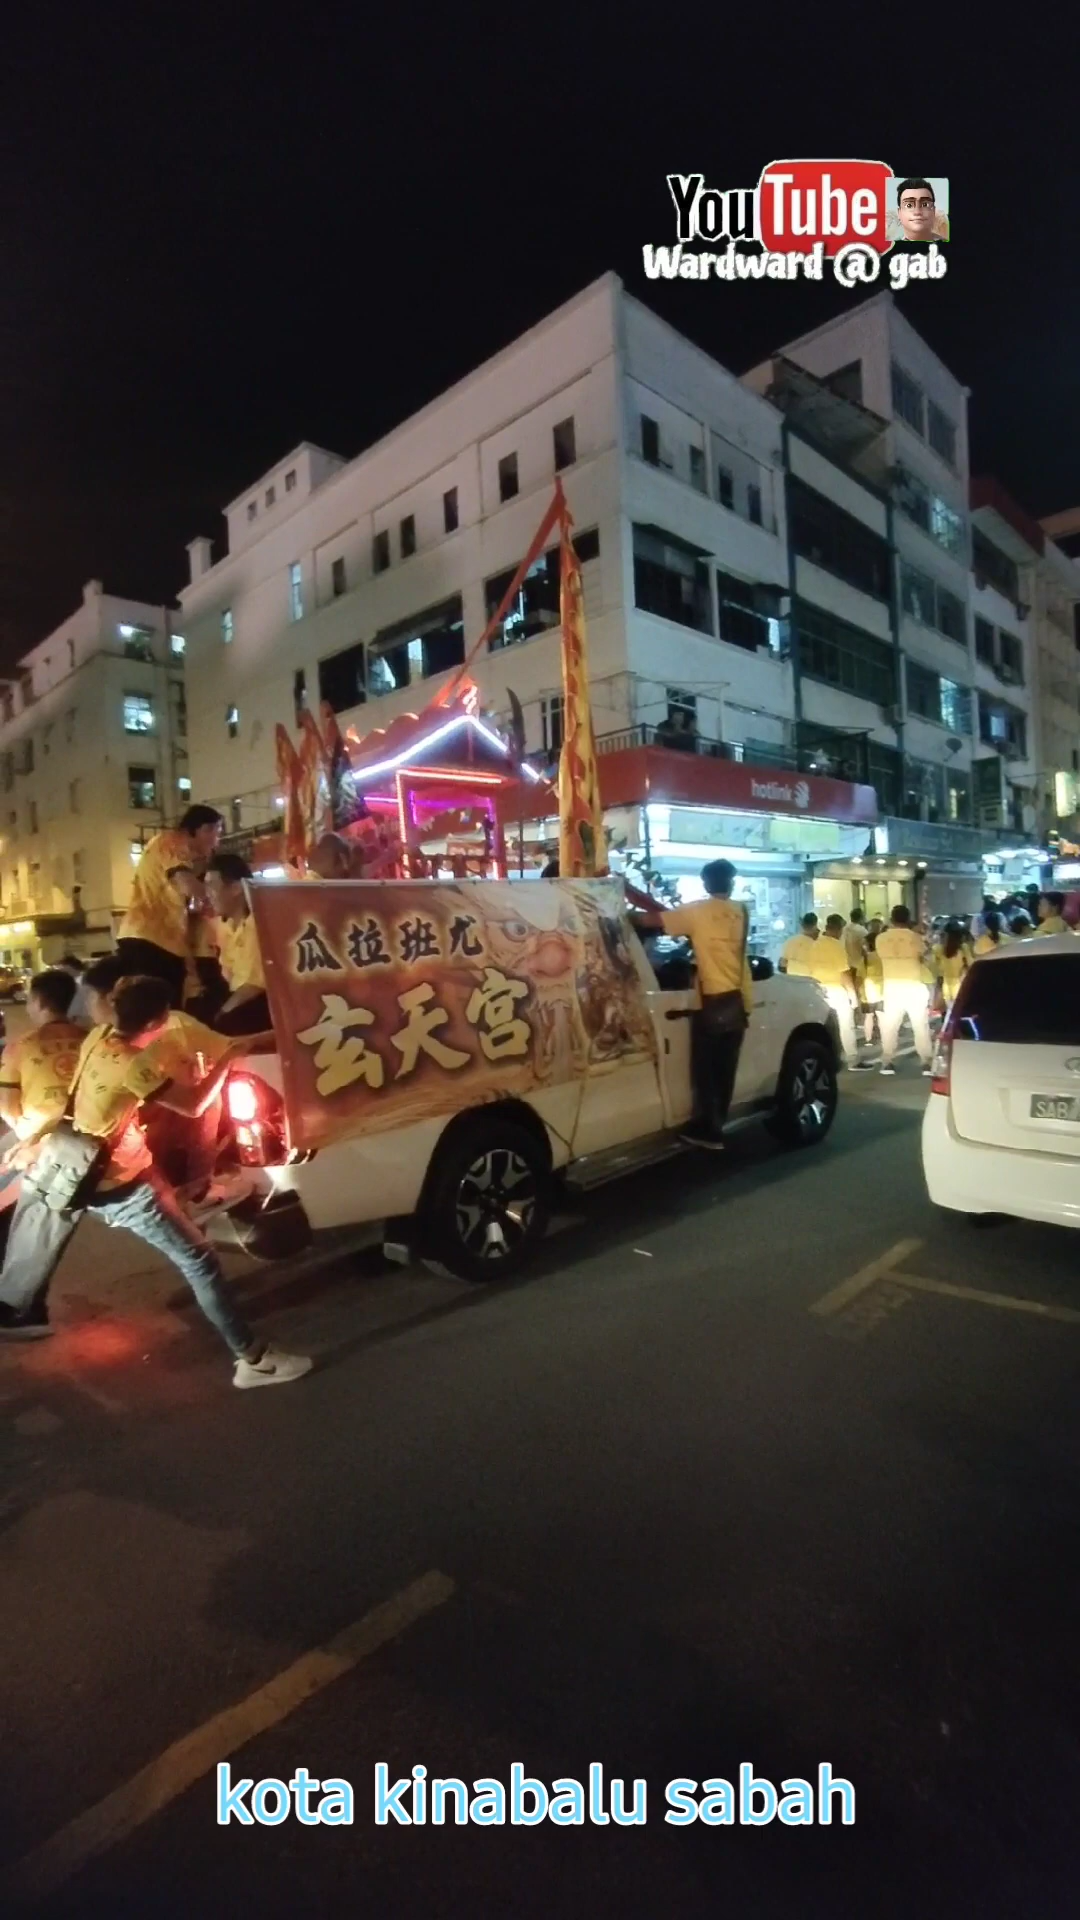 YouTube
Wardward @ gab
hotlink
瓜拉班尤
玄天宫
SAB
kota kinabalu sabah